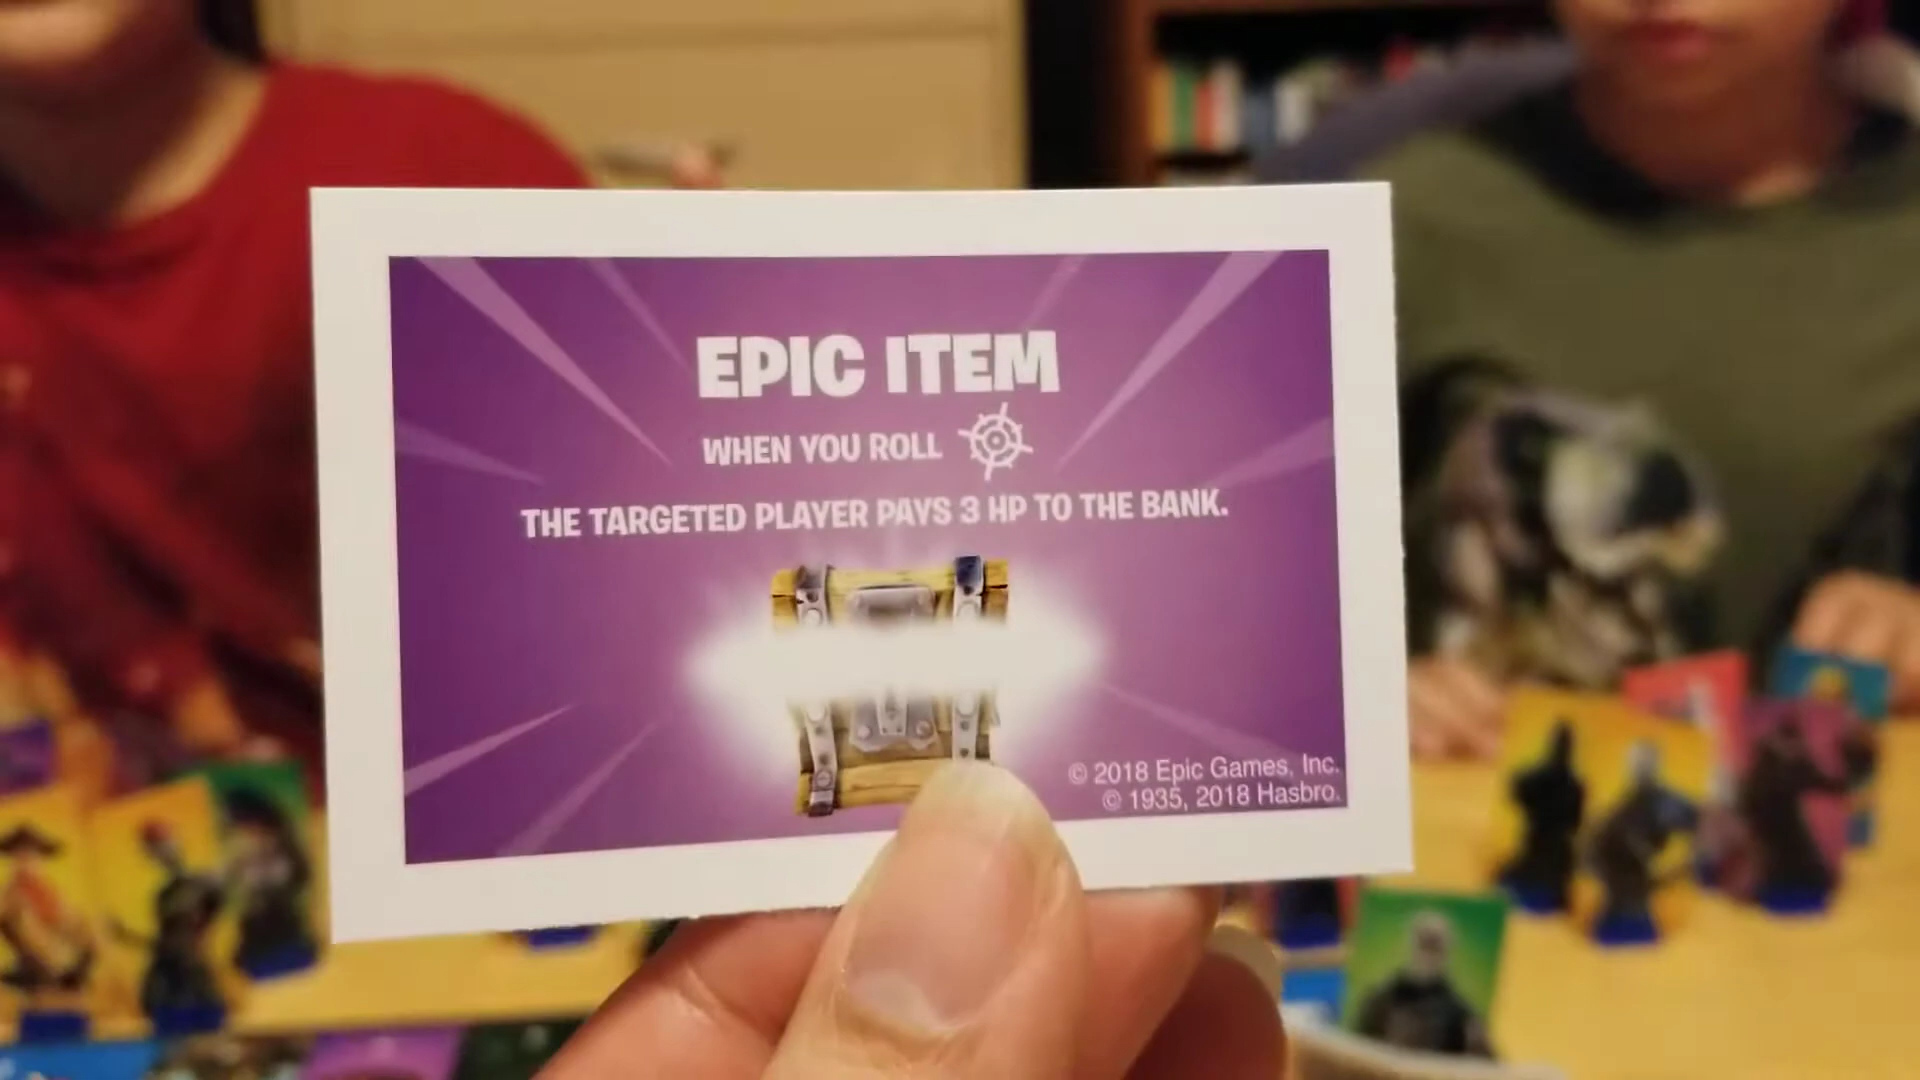 EPIC ITEM
WHEN YOU ROLL
THE TARGETED PLAYER PAYS 3 HP TO THE BANK.
© 2018 Epic Games, Inc.
© 1935, 2018 Hasbro.